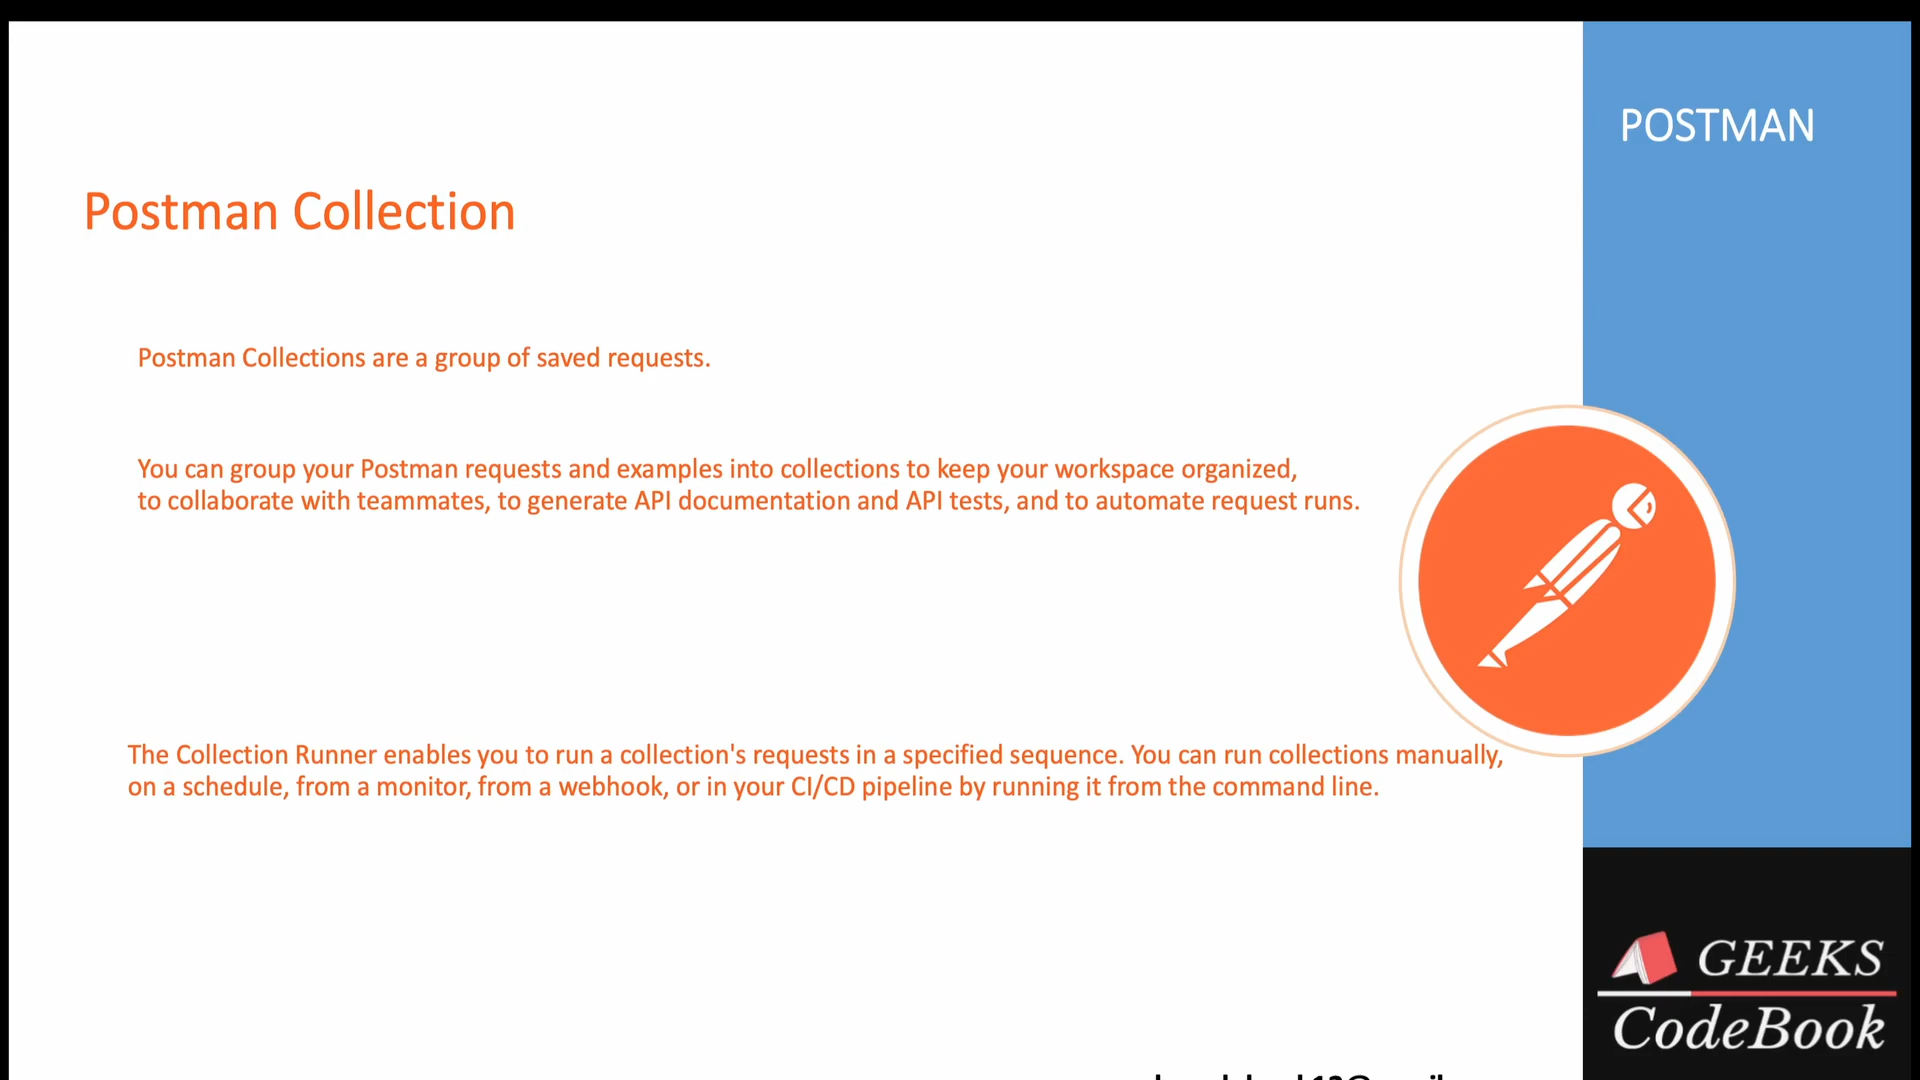 POSTMAN
Postman Collection
Postman Collections are a group of saved requests.
You can group your Postman requests and examples into collections to keep your workspace organized,
to collaborate with teammates, to generate API documentation and API tests, and to automate request runs.
The Collection Runner enables you to run a collection's requests in a specified sequence. You can run collections manually,
on a schedule, from a monitor, from a webhook, or in your CI/CD pipeline by running it from the command line.
GEEKS
CodeBook